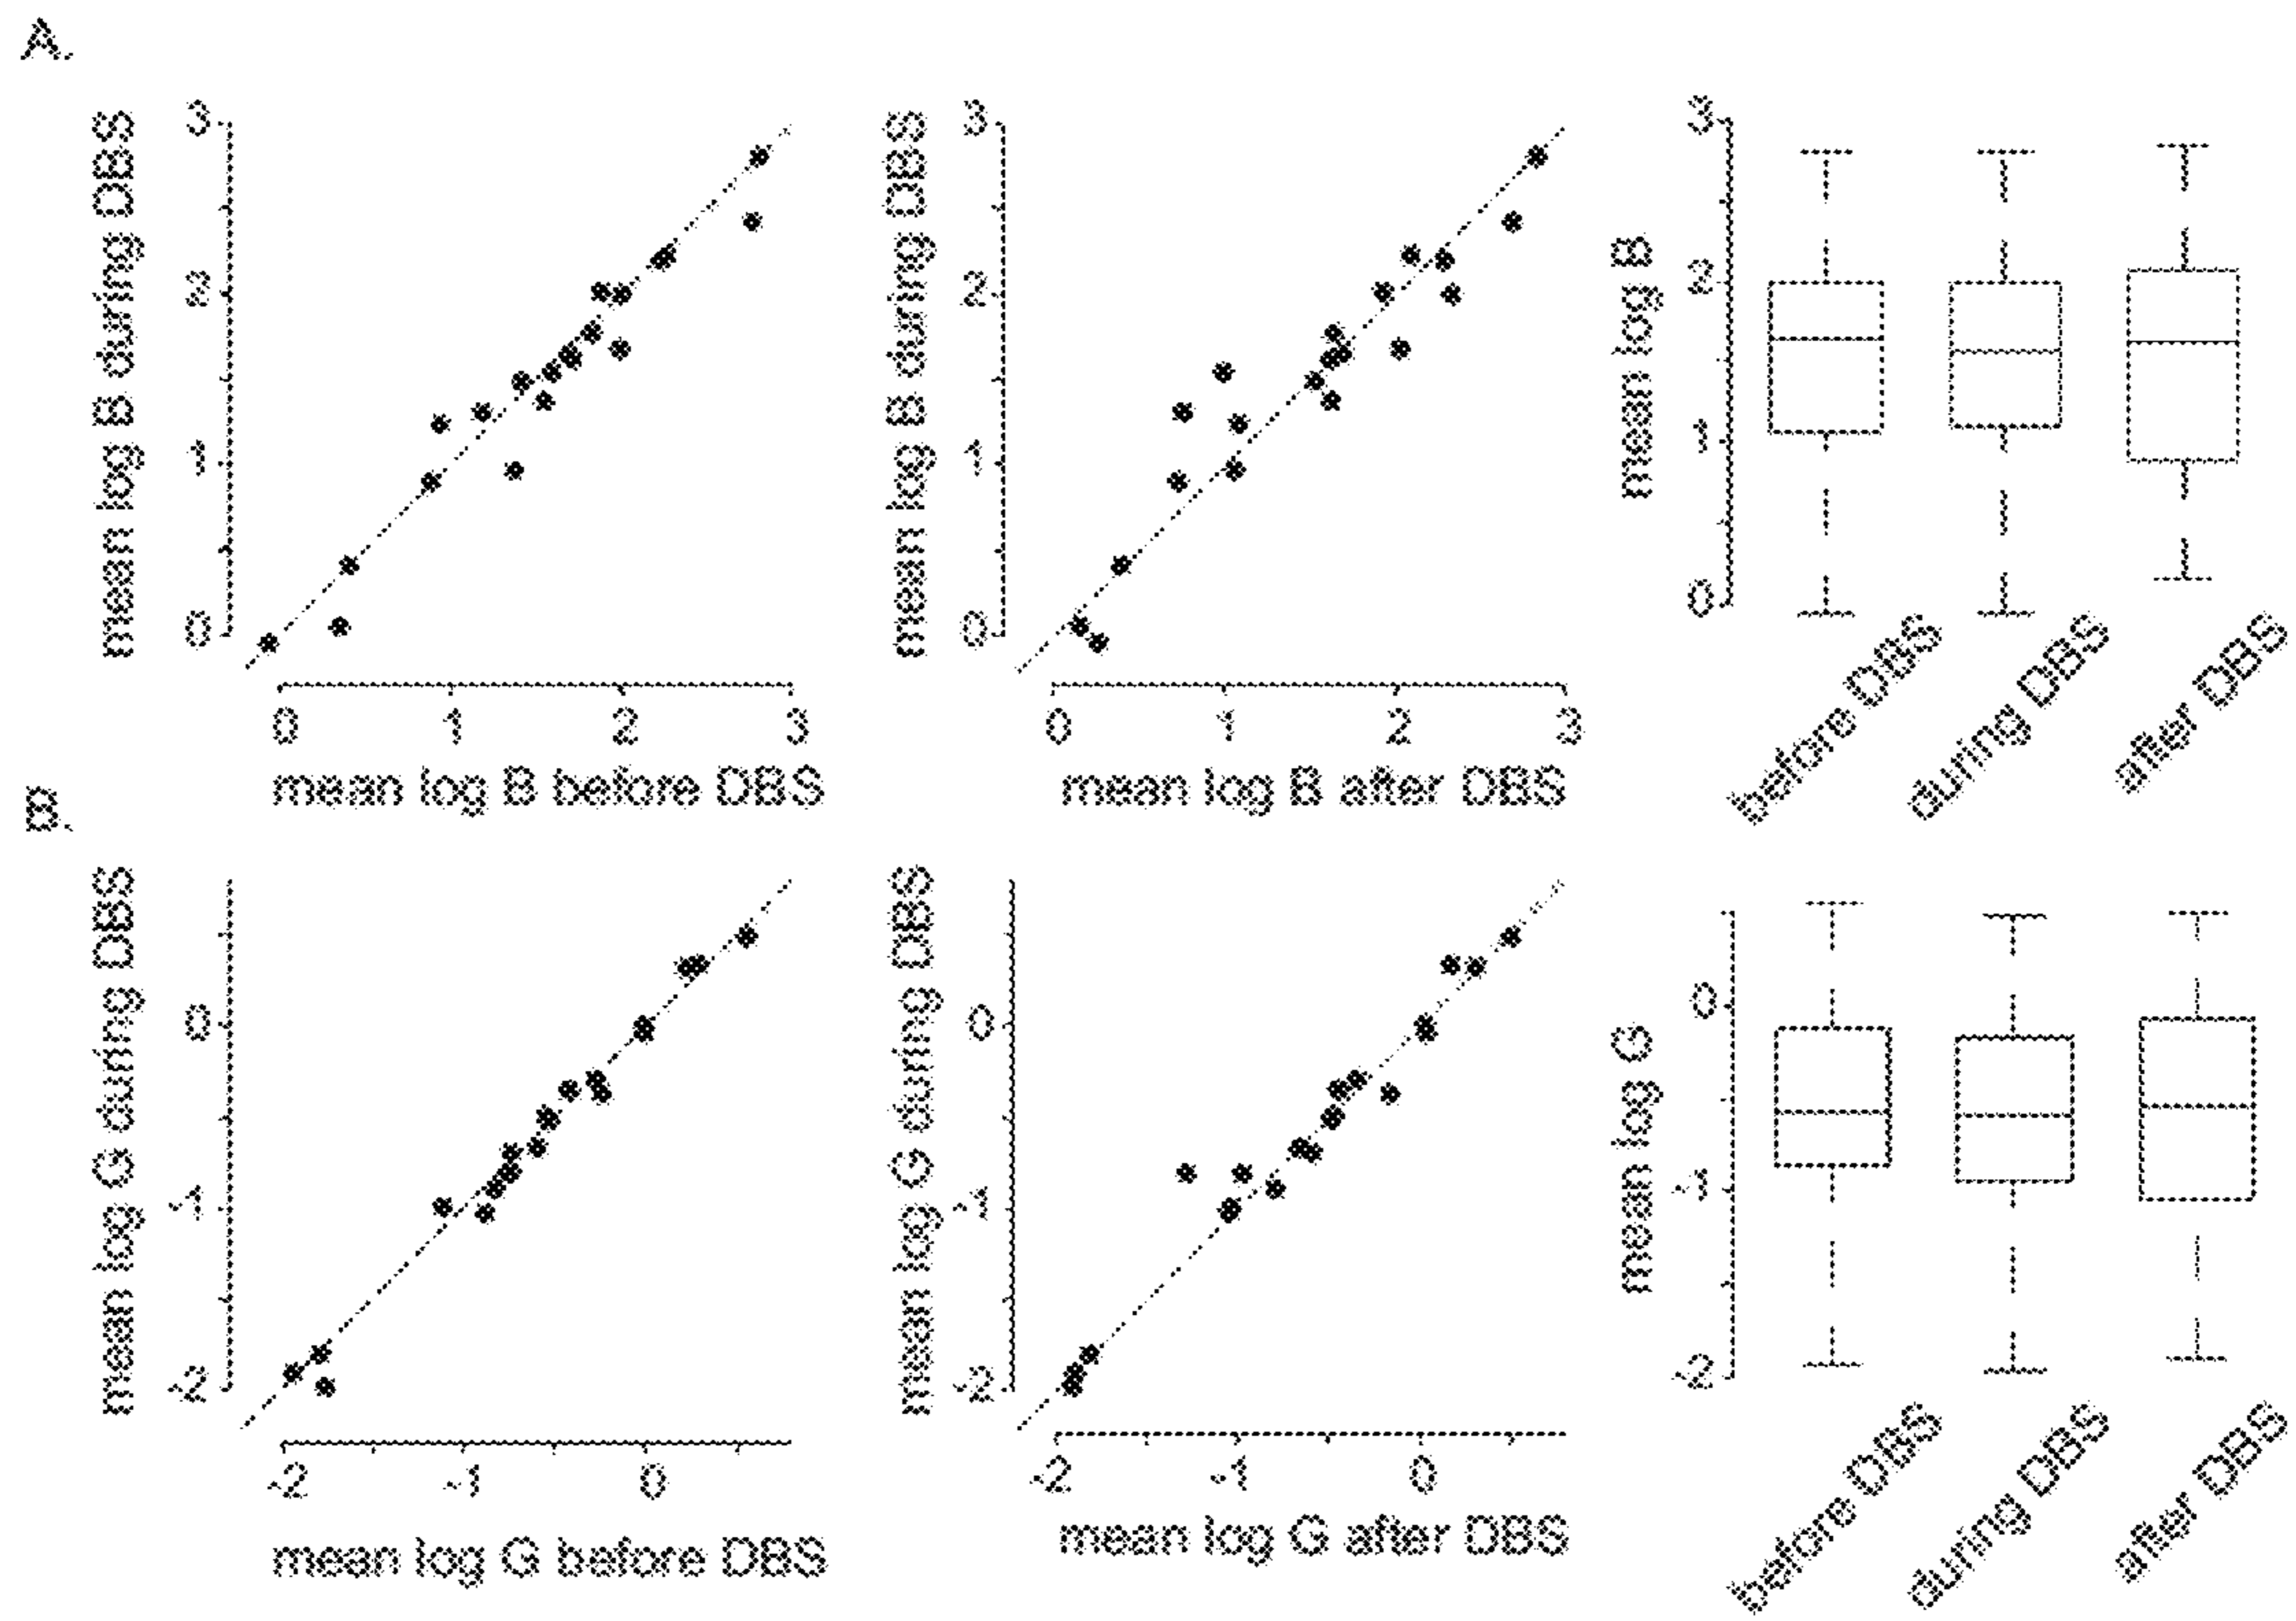 A.
mean log B during DBS
3
2
1
0
0 1 2 3
mean log B before DBS
mean log B during DBS
3
2
1
0
0 1 2 3
mean log B after DBS
mean log B
3
2
1
0
before DBS
during DBS
after DBS
B.
mean log G during DBS
0
-1
-2
-2 -1 0
mean log G before DBS
mean log G during DBS
0
-1
-2
-2 -1 0
mean log G after DBS
mean log G
0
-1
-2
before DBS
during DBS
after DBS